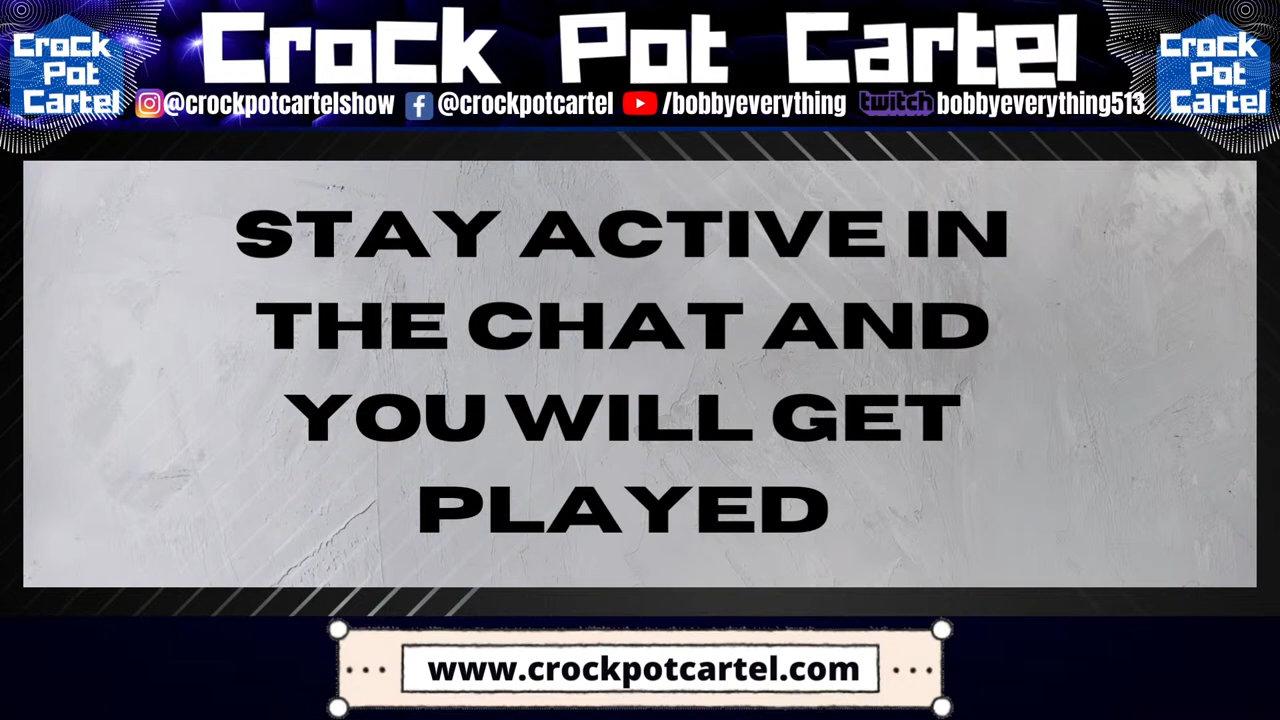 Crock Pot Cartel
Crock
Pot
Cartel
Crock
Pot
Cartel
@crockpotcartelshow @crockpotcartel /bobbyeverything twitch bobbyeverything513
STAY ACTIVE IN
THE CHAT AND
YOU WILL GET
PLAYED
www.crockpotcartel.com